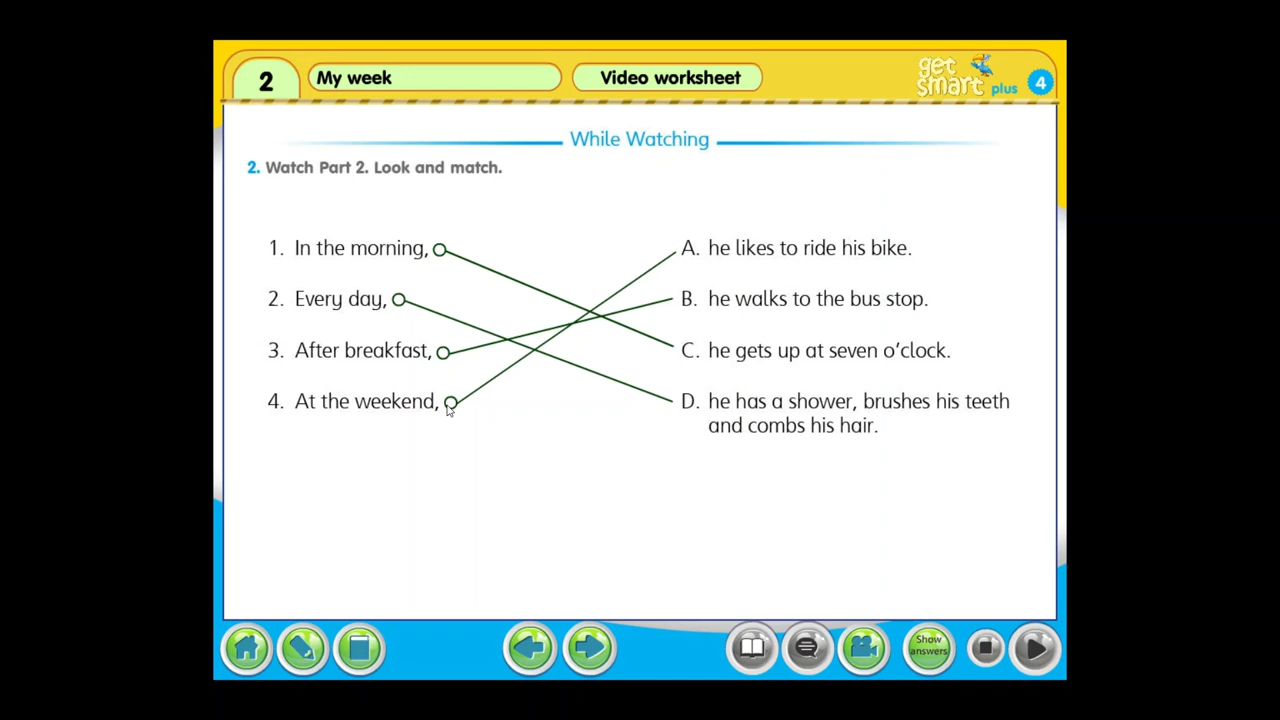 2
My week
Video worksheet
get
smart plus 4
While Watching
2. Watch Part 2. Look and match.
1. In the morning,
A. he likes to ride his bike.
2. Every day,
B. he walks to the bus stop.
3. After breakfast,
C. he gets up at seven o'clock.
4. At the weekend,
D. he has a shower, brushes his teeth
and combs his hair.
Show
answers